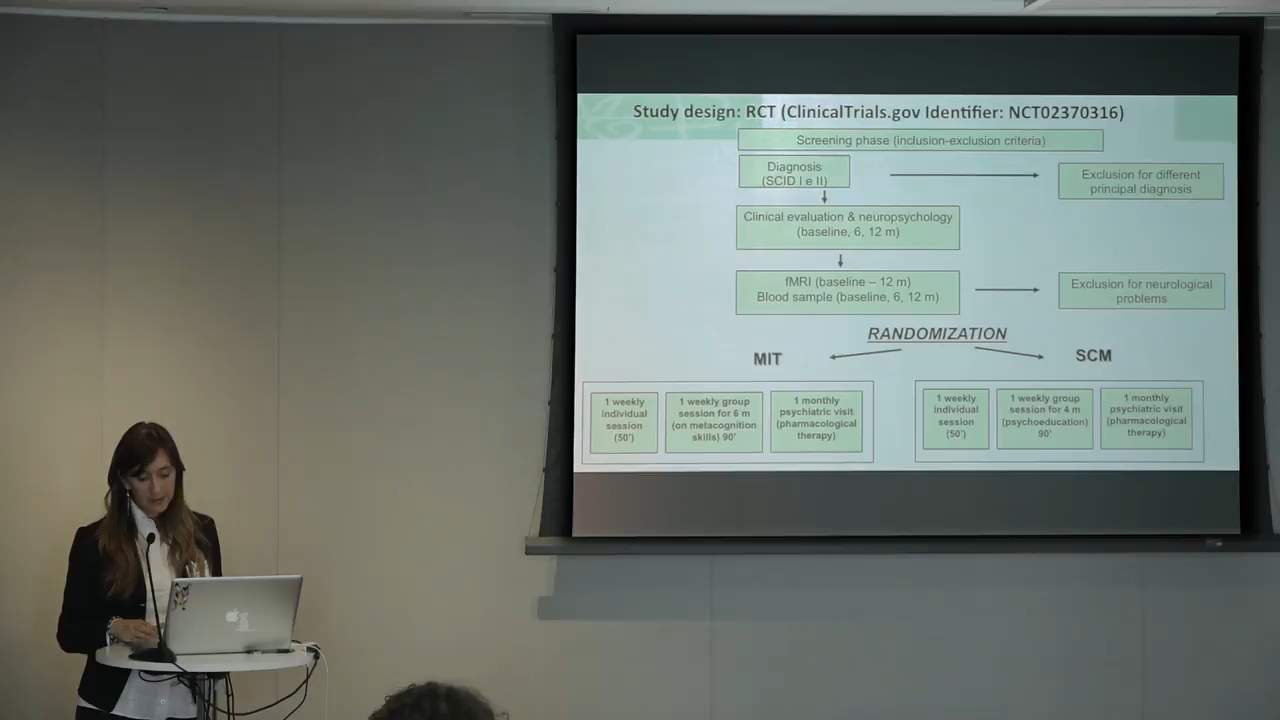 Study design: RCT (ClinicalTrials.gov Identifier: NCT02370316)
Screening phase (inclusion-exclusion criteria)
Diagnosis
(SCID I e II)
Exclusion for different
principal diagnosis
Clinical evaluation & neuropsychology
(baseline, 6, 12 m)
fMRI (baseline – 12 m)
Blood sample (baseline, 6, 12 m)
Exclusion for neurological
problems
RANDOMIZATION
MIT
SCM
1 weekly
individual
session
(50')
1 weekly group
session for 6 m
(on metacognition
skills) 90'
1 monthly
psychiatric visit
(pharmacological
therapy)
1 weekly
individual
session
(50')
1 weekly group
session for 4 m
(psychoeducation)
90'
1 monthly
psychiatric visit
(pharmacological
therapy)